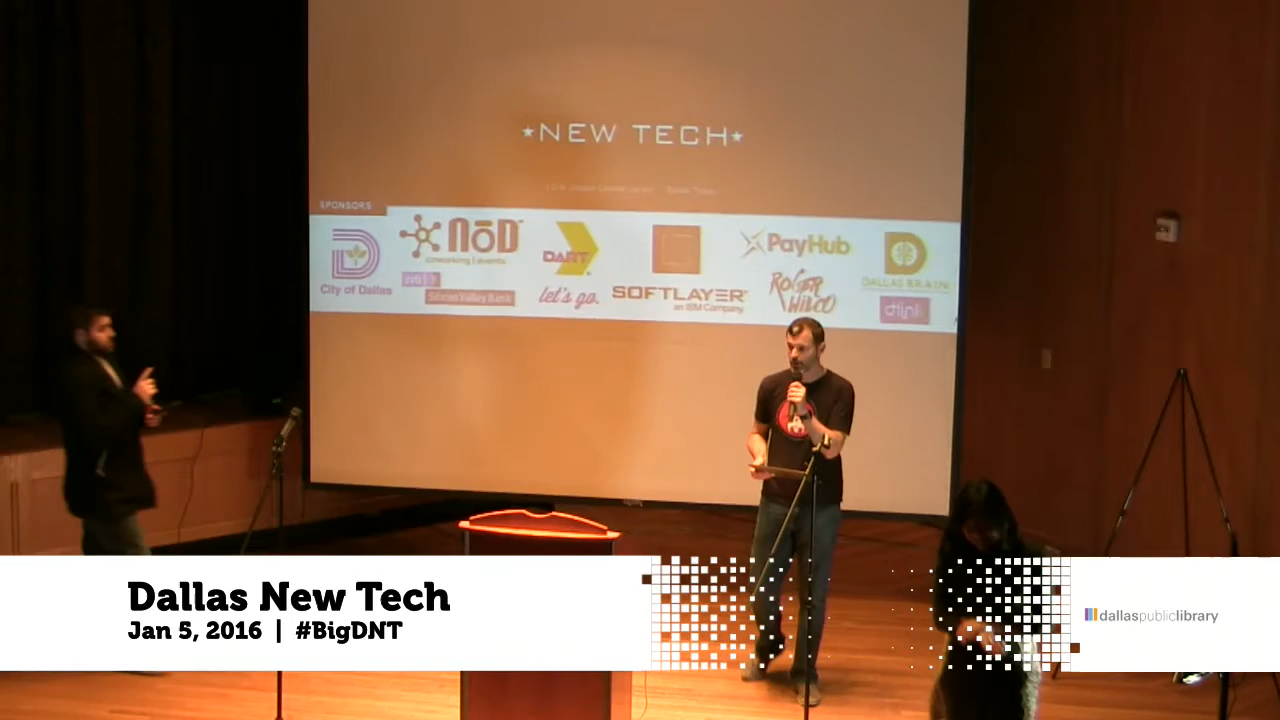 ★NEW TECH★
SPONSORS
City of Dallas
NŌD
coworking | events
Silicon Valley Bank
DART
let's go.
SOFTLAYER
an IBM Company
PayHub
ROGER
WILCO
DALLAS BRAIN
Dallas New Tech
Jan 5, 2016 | #BigDNT
dallaspubliclibrary